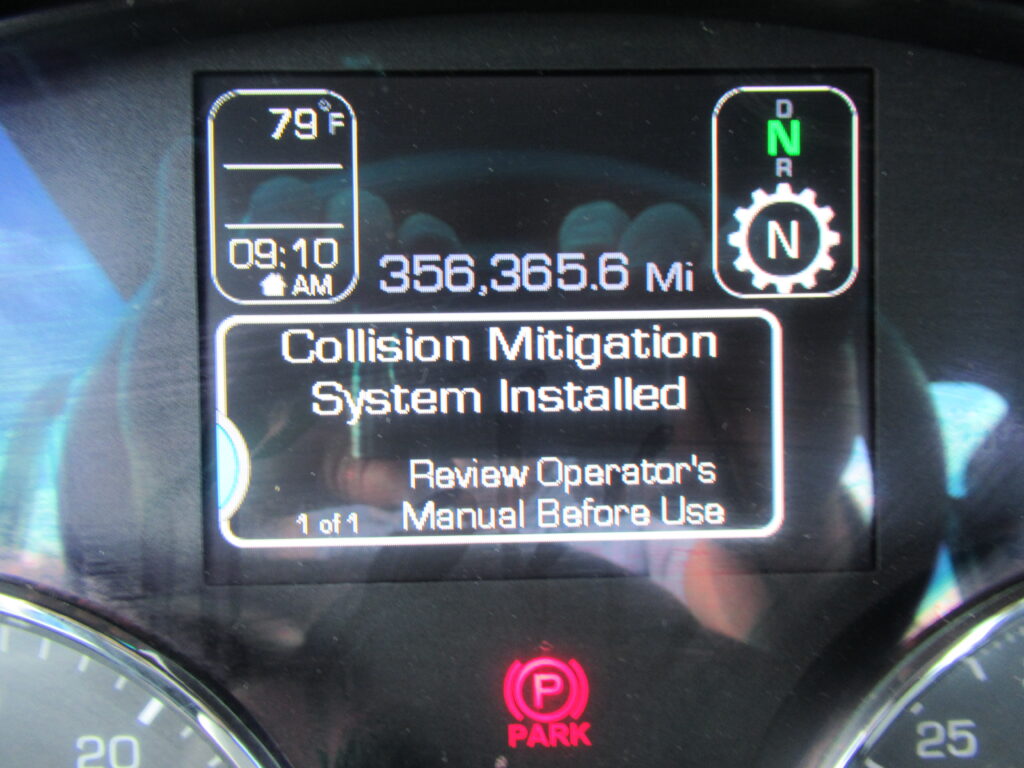 79°F
09:10
AM
356,365.6 Mi
D
N
R
N
Collision Mitigation
System Installed
Review Operator's
Manual Before Use
1 of 1
P
PARK
20
25